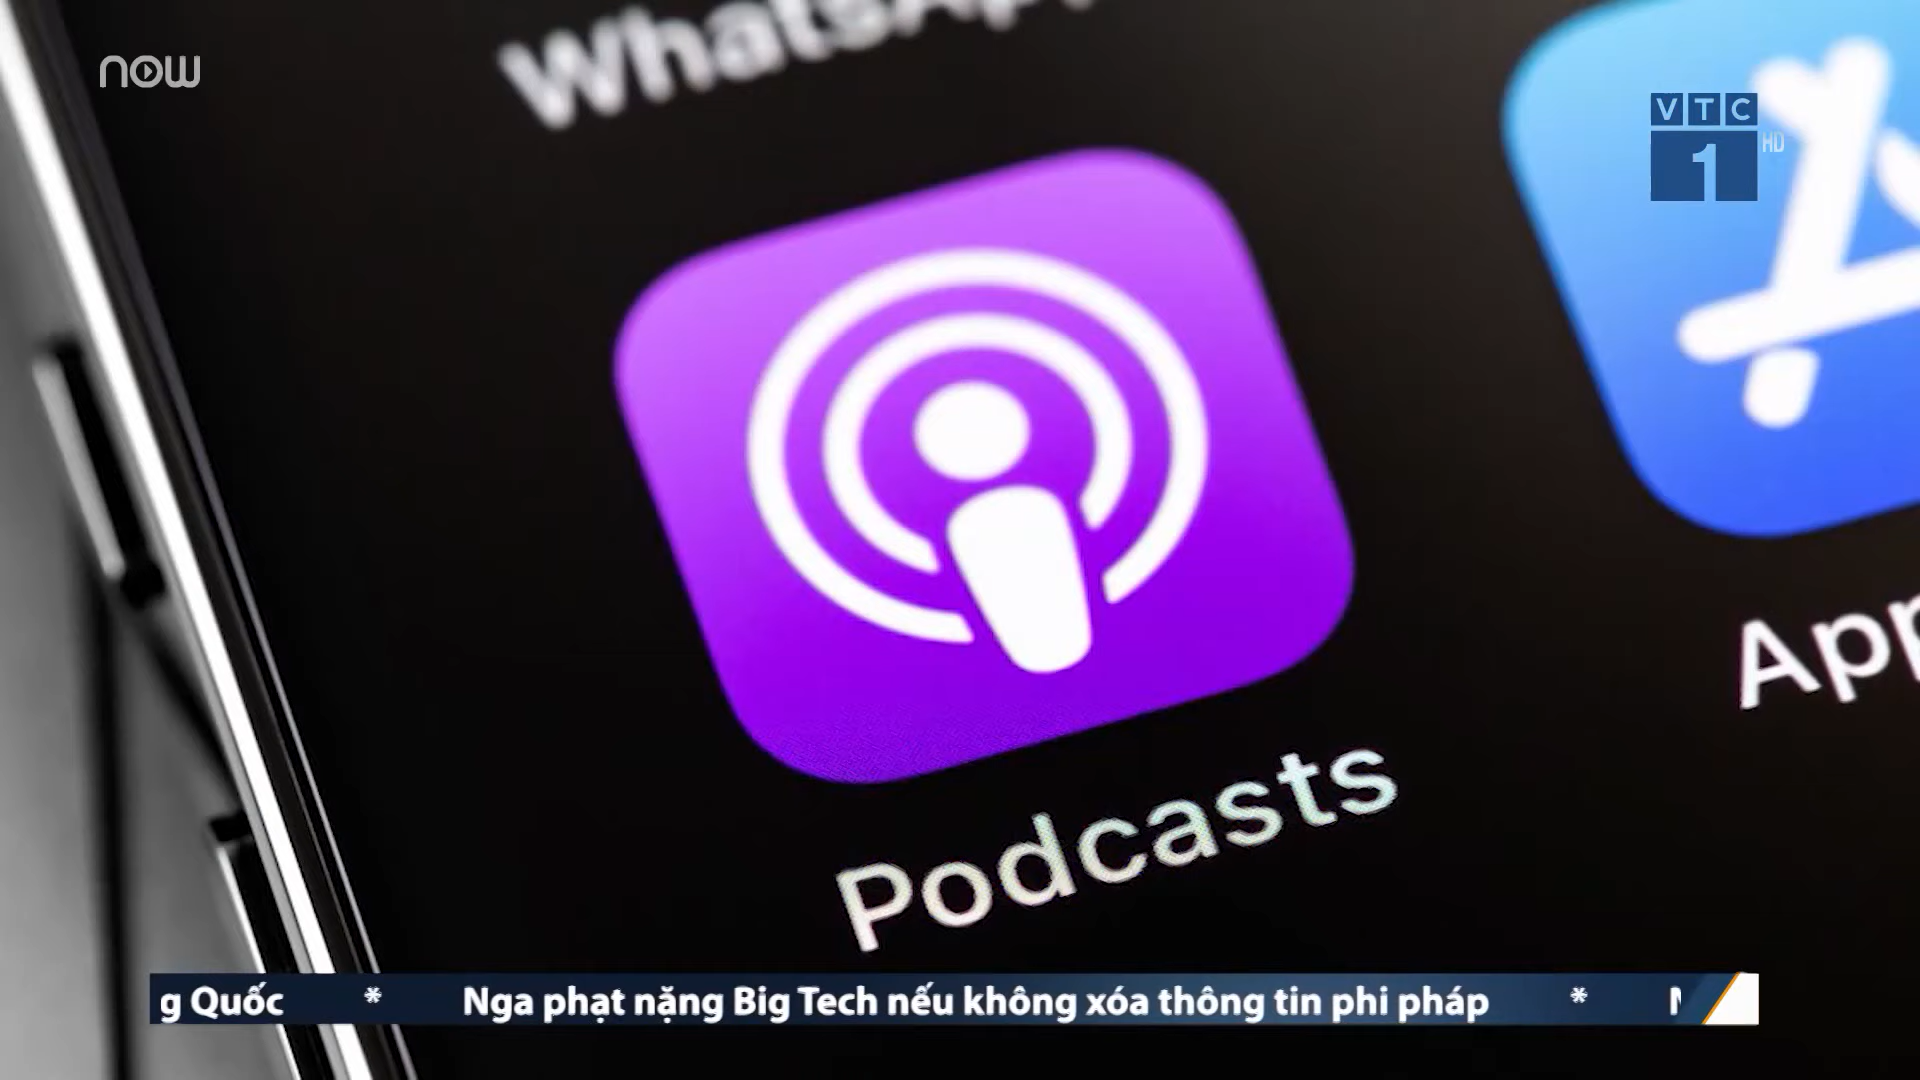 WhatsApp
now
VTC
1
HD
App
Podcasts
g Quốc * Nga phạt nặng Big Tech nếu không xóa thông tin phi pháp *